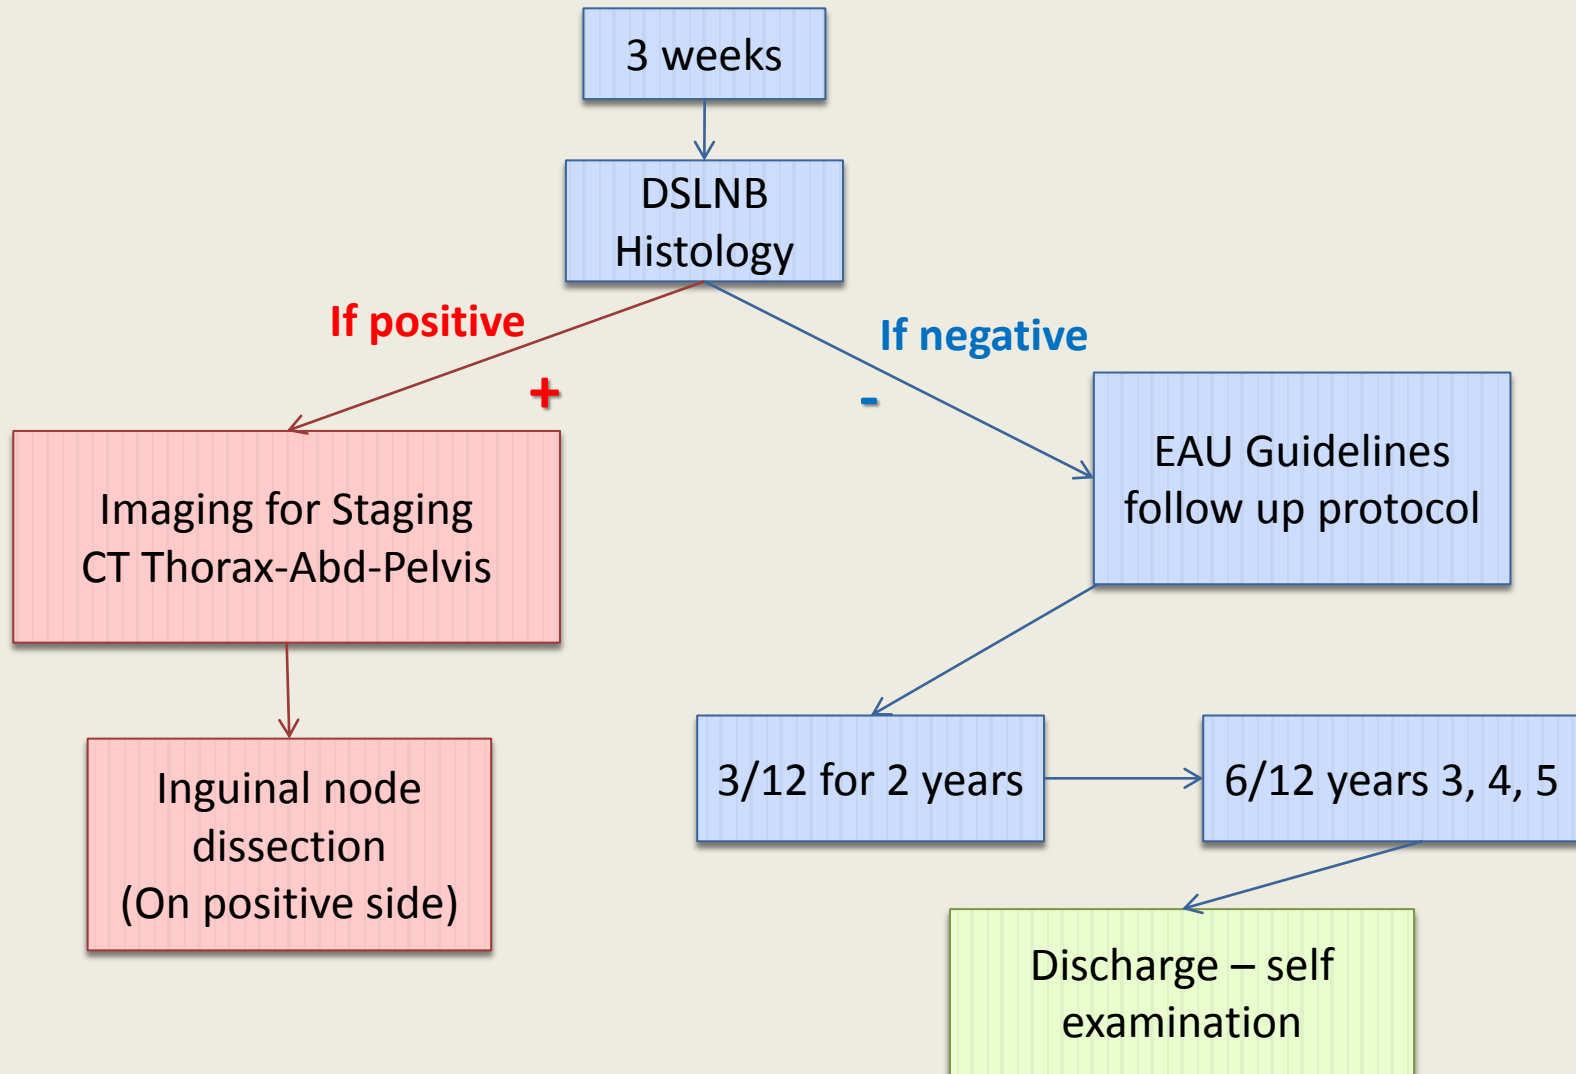 3 weeks
DSLNB
Histology
If positive
If negative
+
-
Imaging for Staging
CT Thorax-Abd-Pelvis
EAU Guidelines
follow up protocol
Inguinal node
dissection
(On positive side)
3/12 for 2 years
6/12 years 3, 4, 5
Discharge – self
examination